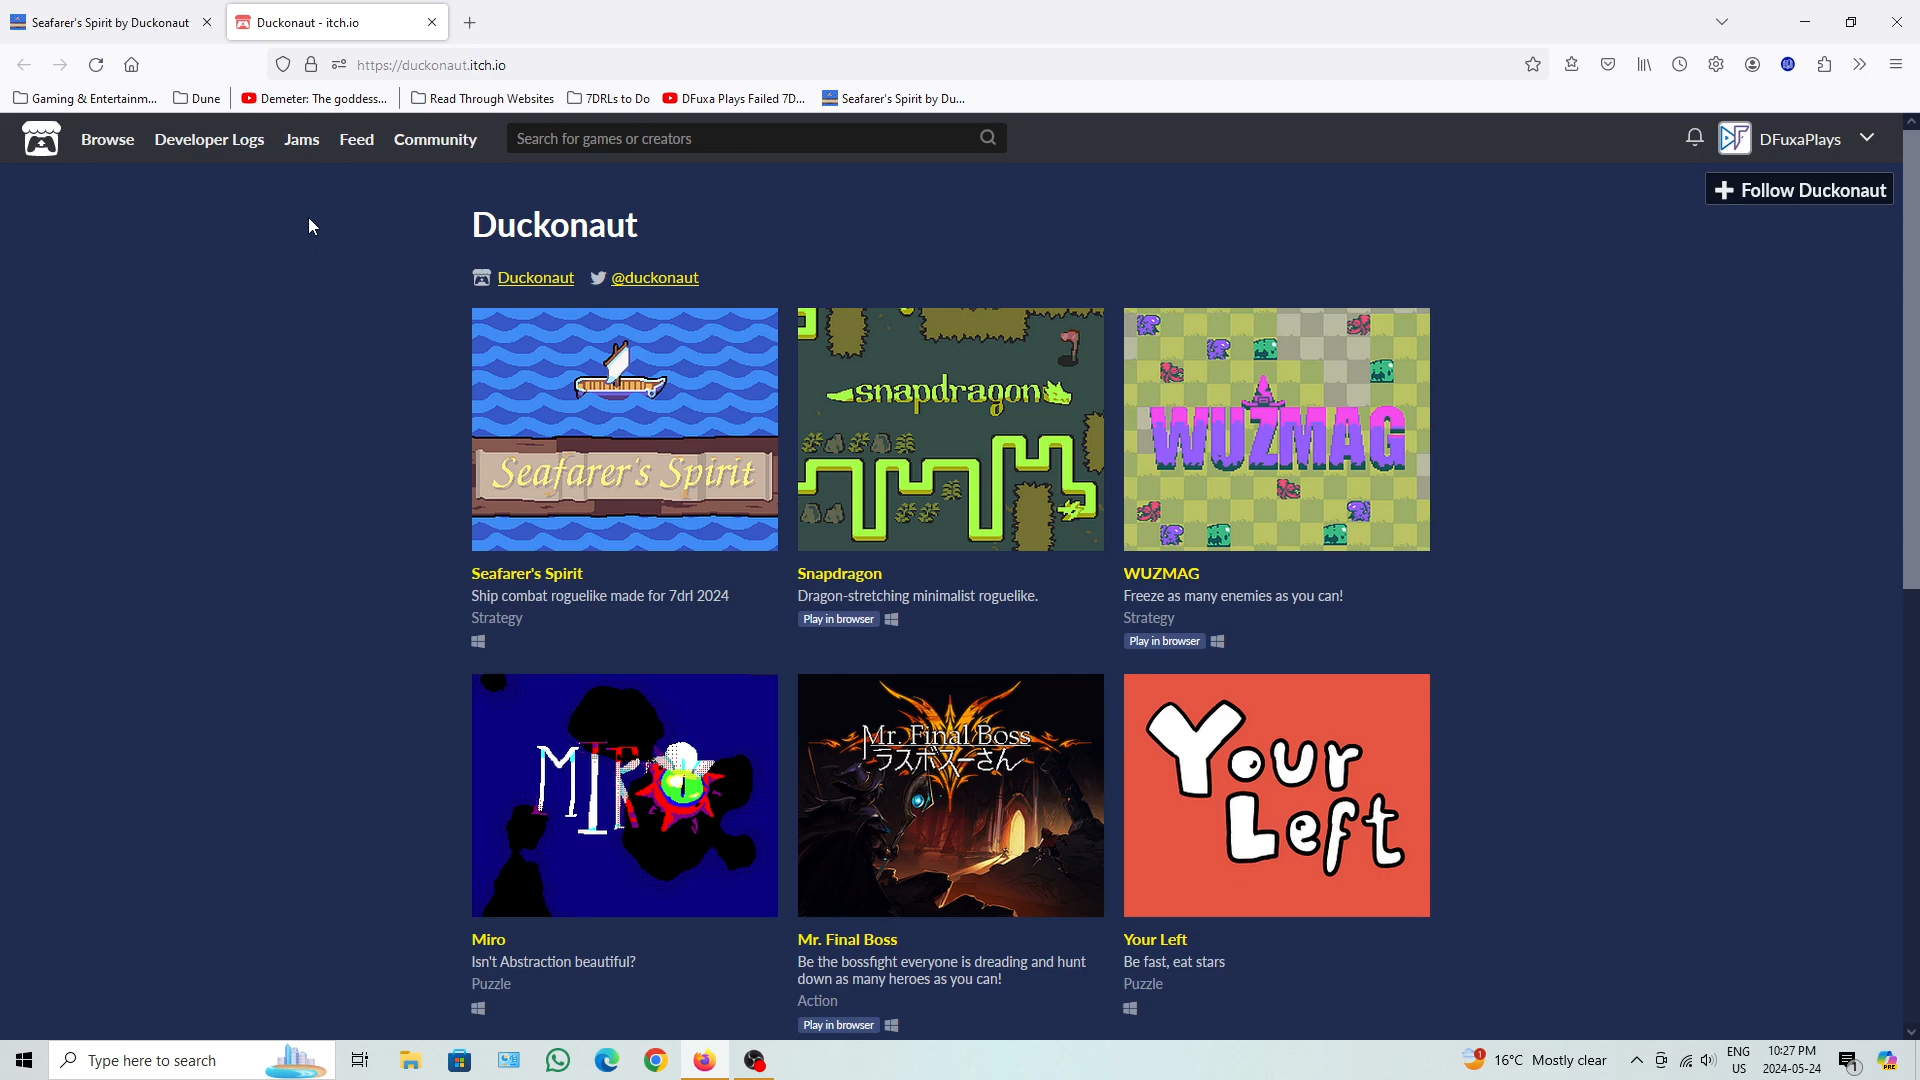 Seafarer's Spirit by Duckonaut
Duckonaut - itch.io
https://duckonaut.itch.io
Gaming & Entertainm...
Dune
Demeter: The goddess...
Read Through Websites
7DRLs to Do
DFuxa Plays Failed 7D...
Seafarer's Spirit by Du...
Browse
Developer Logs
Jams
Feed
Community
Search for games or creators
DF
DFuxaPlays
Follow Duckonaut
Duckonaut
Duckonaut
@duckonaut
Seafarer's Spirit
snapdragon
WUZMAG
Seafarer's Spirit
Ship combat roguelike made for 7drl 2024
Strategy
Snapdragon
Dragon-stretching minimalist roguelike.
Play in browser
WUZMAG
Freeze as many enemies as you can!
Strategy
Play in browser
MIR
Mr. Final Boss
ラスボスーさん
Your
Left
Miro
Isn't Abstraction beautiful?
Puzzle
Mr. Final Boss
Be the bossfight everyone is dreading and hunt
down as many heroes as you can!
Action
Play in browser
Your Left
Be fast, eat stars
Puzzle
Type here to search
1
16°C Mostly clear
ENG
US
10:27 PM
2024-05-24
1
PRE